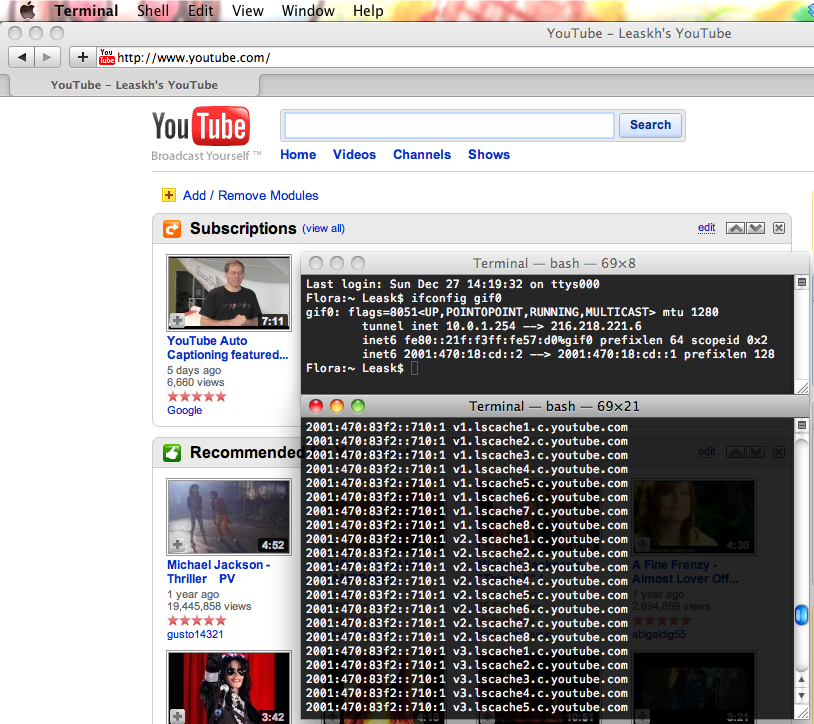 Terminal Shell Edit View Window Help
YouTube – Leaskh's YouTube
http://www.youtube.com/
YouTube – Leaskh's YouTube
YouTube
Broadcast Yourself ™
Search
Home Videos Channels Shows
Add / Remove Modules
Subscriptions (view all)
edit
7:11
YouTube Auto
Captioning featured...
5 days ago
6,660 views
Google
Terminal — bash — 69×8
Last login: Sun Dec 27 14:19:32 on ttys000
Flora:~ Leask$ ifconfig gif0
gif0: flags=8051<UP,POINTOPOINT,RUNNING,MULTICAST> mtu 1280
tunnel inet 10.0.1.254 --> 216.218.221.6
inet6 fe80::21f:f3ff:fe57:d0%gif0 prefixlen 64 scopeid 0x2
inet6 2001:470:18:cd::2 --> 2001:470:18:cd::1 prefixlen 128
Flora:~ Leask$
Terminal — bash — 69×21
2001:470:83f2::710:1 v1.lscache1.c.youtube.com
2001:470:83f2::710:1 v1.lscache2.c.youtube.com
2001:470:83f2::710:1 v1.lscache3.c.youtube.com
2001:470:83f2::710:1 v1.lscache4.c.youtube.com
2001:470:83f2::710:1 v1.lscache5.c.youtube.com
2001:470:83f2::710:1 v1.lscache6.c.youtube.com
2001:470:83f2::710:1 v1.lscache7.c.youtube.com
2001:470:83f2::710:1 v1.lscache8.c.youtube.com
2001:470:83f2::710:1 v2.lscache1.c.youtube.com
2001:470:83f2::710:1 v2.lscache2.c.youtube.com
2001:470:83f2::710:1 v2.lscache3.c.youtube.com
2001:470:83f2::710:1 v2.lscache4.c.youtube.com
2001:470:83f2::710:1 v2.lscache5.c.youtube.com
2001:470:83f2::710:1 v2.lscache6.c.youtube.com
2001:470:83f2::710:1 v2.lscache7.c.youtube.com
2001:470:83f2::710:1 v2.lscache8.c.youtube.com
2001:470:83f2::710:1 v3.lscache1.c.youtube.com
2001:470:83f2::710:1 v3.lscache2.c.youtube.com
2001:470:83f2::710:1 v3.lscache3.c.youtube.com
2001:470:83f2::710:1 v3.lscache4.c.youtube.com
2001:470:83f2::710:1 v3.lscache5.c.youtube.com
Recommended
edit
4:52
Michael Jackson -
Thriller PV
1 year ago
19,445,858 views
gusto14321
4:30
A Fine Frenzy -
Almost Lover Off...
1 year ago
2,694,859 views
abigaldig55
3:42
3:21